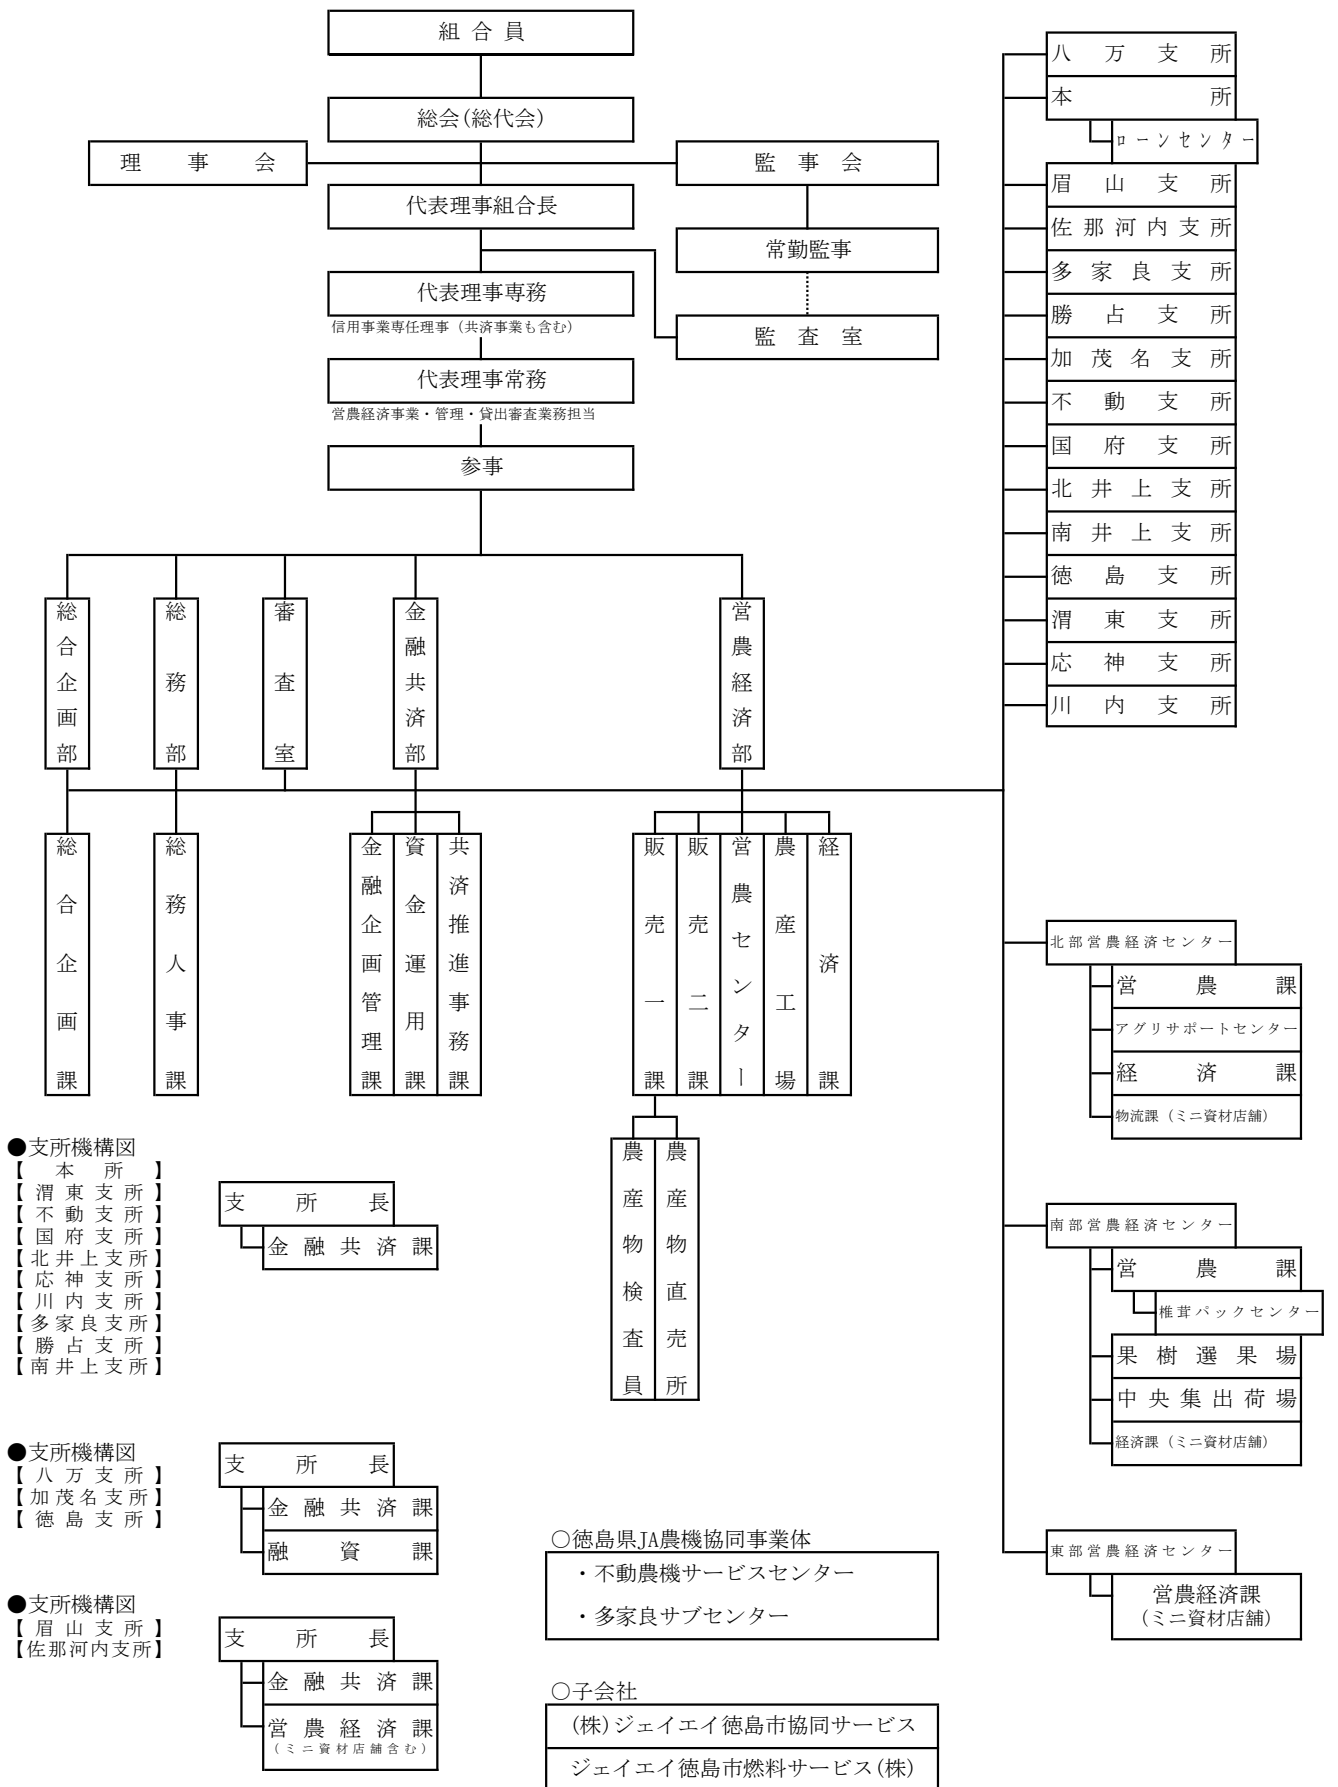 組合員
総会(総代会)
理事会
監事会
代表理事組合長
常勤監事
代表理事専務
信用事業専任理事（共済事業も含む）
監査室
代表理事常務
営農経済事業・管理・貸出審査業務担当
参事
総合企画部
総務部
審査室
金融共済部
営農経済部
総合企画課
総務人事課
金融企画管理課
資金運用課
共済推進事務課
販売一課
販売二課
営農センター
農産工場
経済課
農産物検査員
農産物直売所
八万支所
本所
ローンセンター
眉山支所
佐那河内支所
多家良支所
勝占支所
加茂名支所
不動支所
国府支所
北井上支所
南井上支所
徳島支所
渭東支所
応神支所
川内支所
北部営農経済センター
営農課
アグリサポートセンター
経済課
物流課（ミニ資材店舗）
南部営農経済センター
営農課
椎茸パックセンター
果樹選果場
中央集出荷場
経済課（ミニ資材店舗）
東部営農経済センター
営農経済課
（ミニ資材店舗）
●支所機構図
【本所】
【渭東支所】
【不動支所】
【国府支所】
【北井上支所】
【応神支所】
【川内支所】
【多家良支所】
【勝占支所】
【南井上支所】
支所長
金融共済課
●支所機構図
【八万支所】
【加茂名支所】
【徳島支所】
支所長
金融共済課
融資課
●支所機構図
【眉山支所】
【佐那河内支所】
支所長
金融共済課
営農経済課
（ミニ資材店舗含む）
○徳島県JA農機協同事業体
・不動農機サービスセンター
・多家良サブセンター
○子会社
(株)ジェイエイ徳島市協同サービス
ジェイエイ徳島市燃料サービス(株)